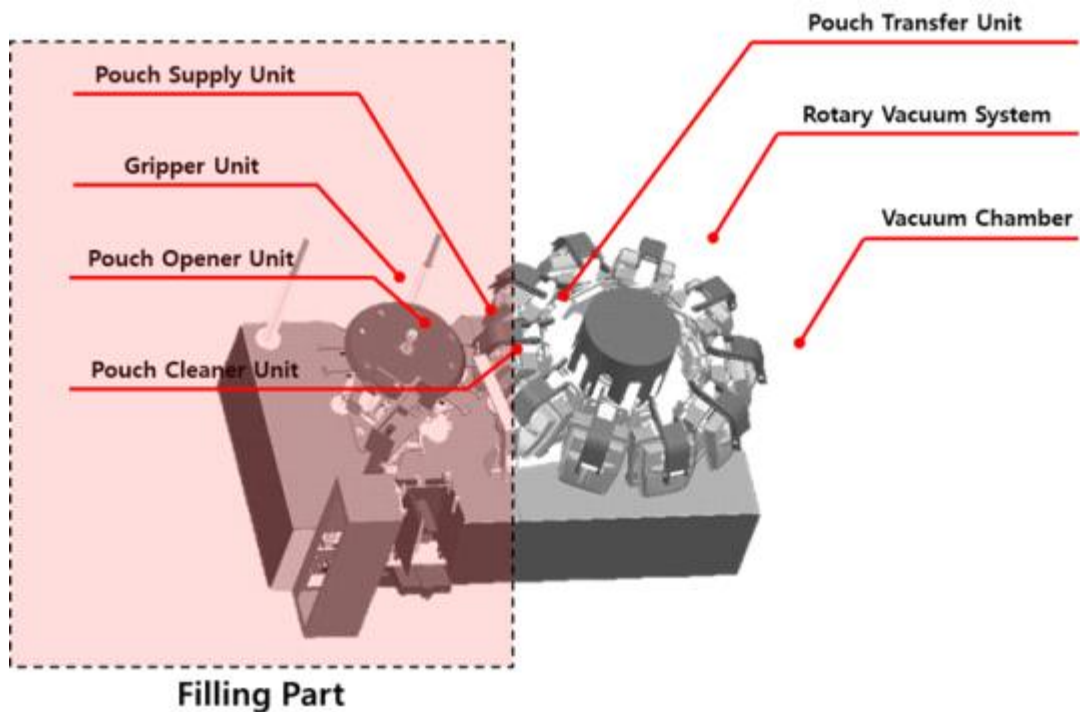 Pouch Transfer Unit
Pouch Supply Unit
Rotary Vacuum System
Gripper Unit
Vacuum Chamber
Pouch Opener Unit
Pouch Cleaner Unit
Filling Part